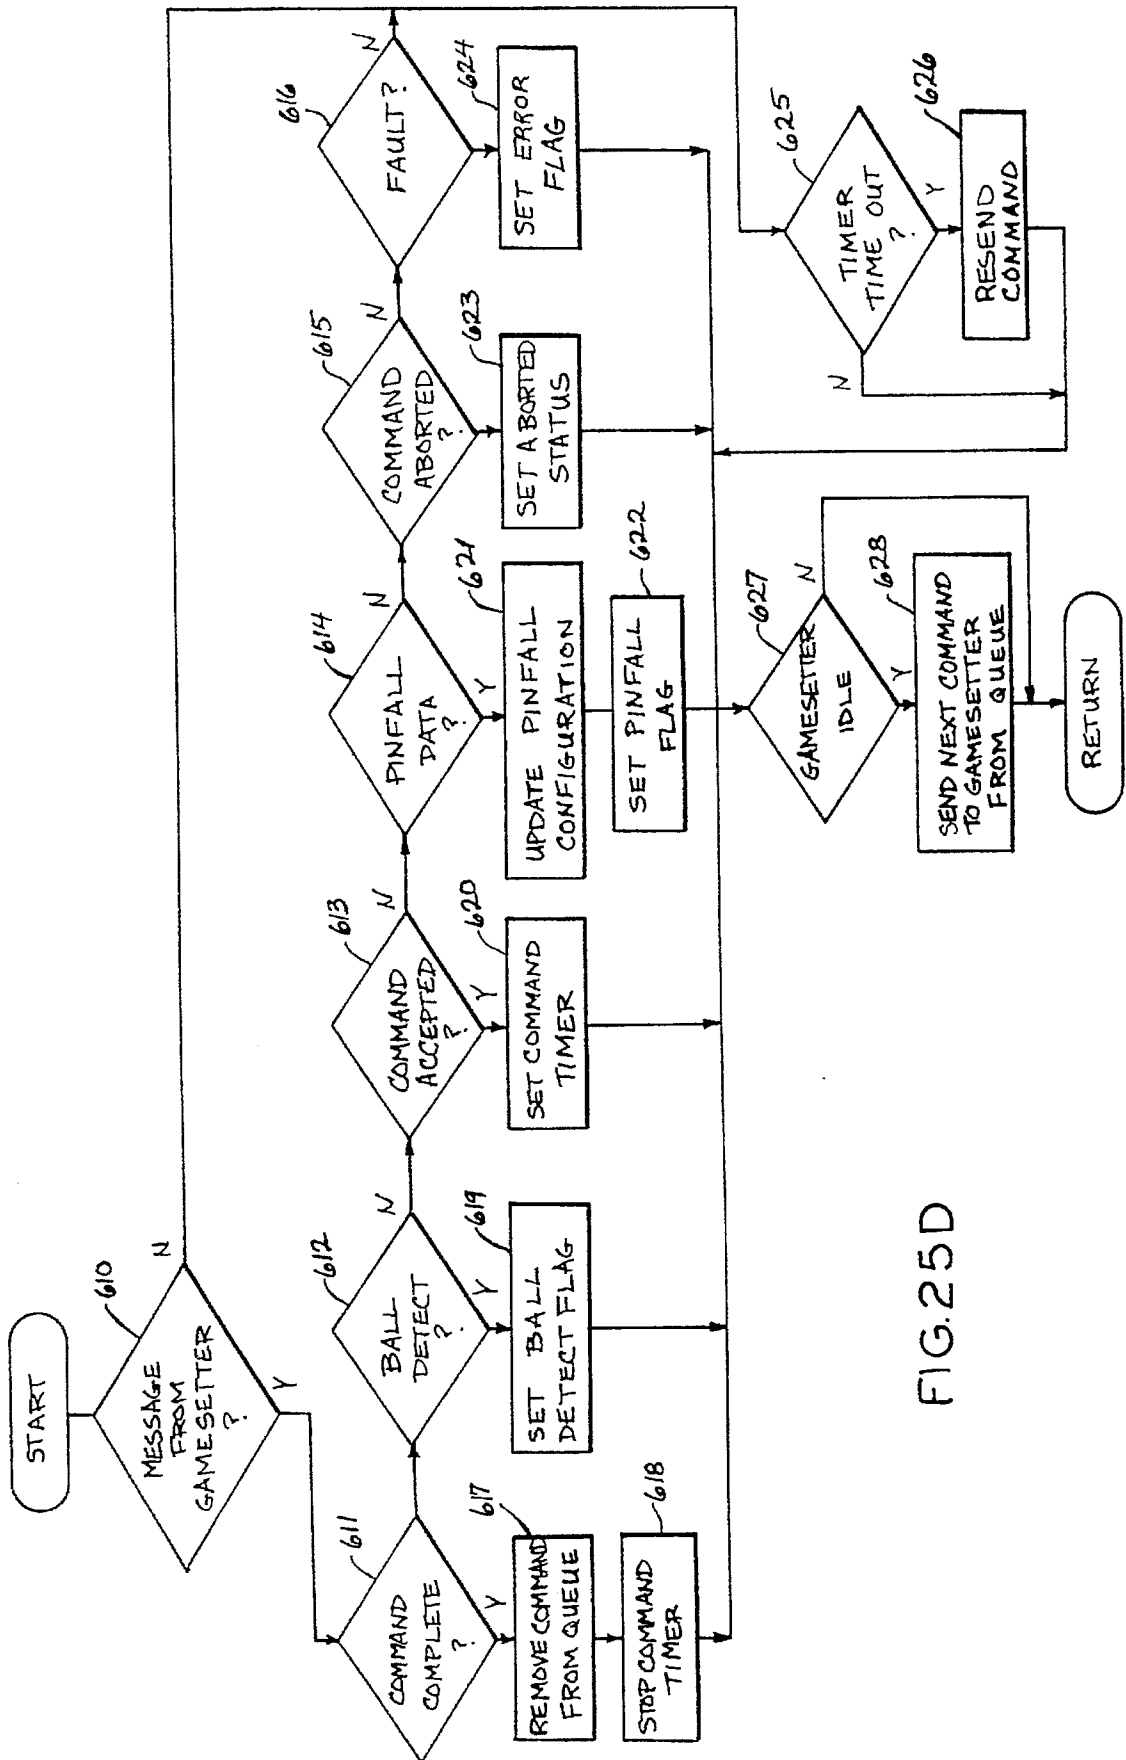 START
610
MESSAGE
FROM
GAMESETTER
?
N
Y
611
COMMAND
COMPLETE
?
Y
617
REMOVE COMMAND
FROM QUEUE
618
STOP COMMAND
TIMER
612
BALL
DETECT
?
N
Y
619
SET BALL
DETECT FLAG
613
COMMAND
ACCEPTED
?
N
Y
620
SET COMMAND
TIMER
614
PINFALL
DATA
?
N
Y
621
UPDATE PINFALL
CONFIGURATION
622
SET PINFALL
FLAG
615
COMMAND
ABORTED
?
N
623
SET ABORTED
STATUS
616
FAULT?
N
624
SET ERROR
FLAG
625
TIMER
TIME OUT
?
N
Y
626
RESEND
COMMAND
627
GAMESETTER
IDLE
N
Y
628
SEND NEXT COMMAND
TO GAMESETTER
FROM QUEUE
RETURN
FIG.25D